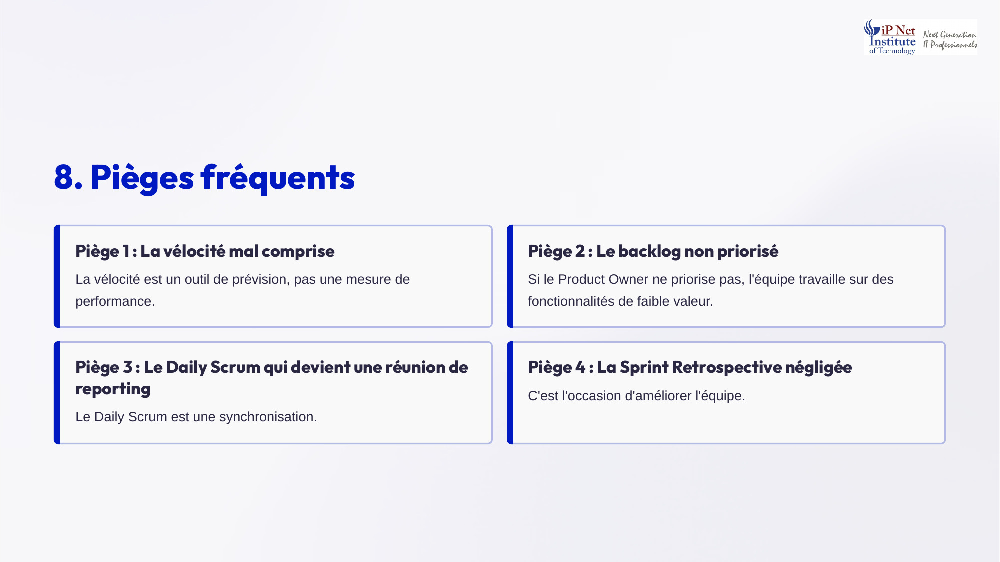 iP Net
Institute
of Technology
Next Generation
IT Professionnels
8. Pièges fréquents
Piège 1 : La vélocité mal comprise
La vélocité est un outil de prévision, pas une mesure de
performance.
Piège 2 : Le backlog non priorisé
Si le Product Owner ne priorise pas, l'équipe travaille sur des
fonctionnalités de faible valeur.
Piège 3 : Le Daily Scrum qui devient une réunion de
reporting
Le Daily Scrum est une synchronisation.
Piège 4 : La Sprint Retrospective négligée
C'est l'occasion d'améliorer l'équipe.